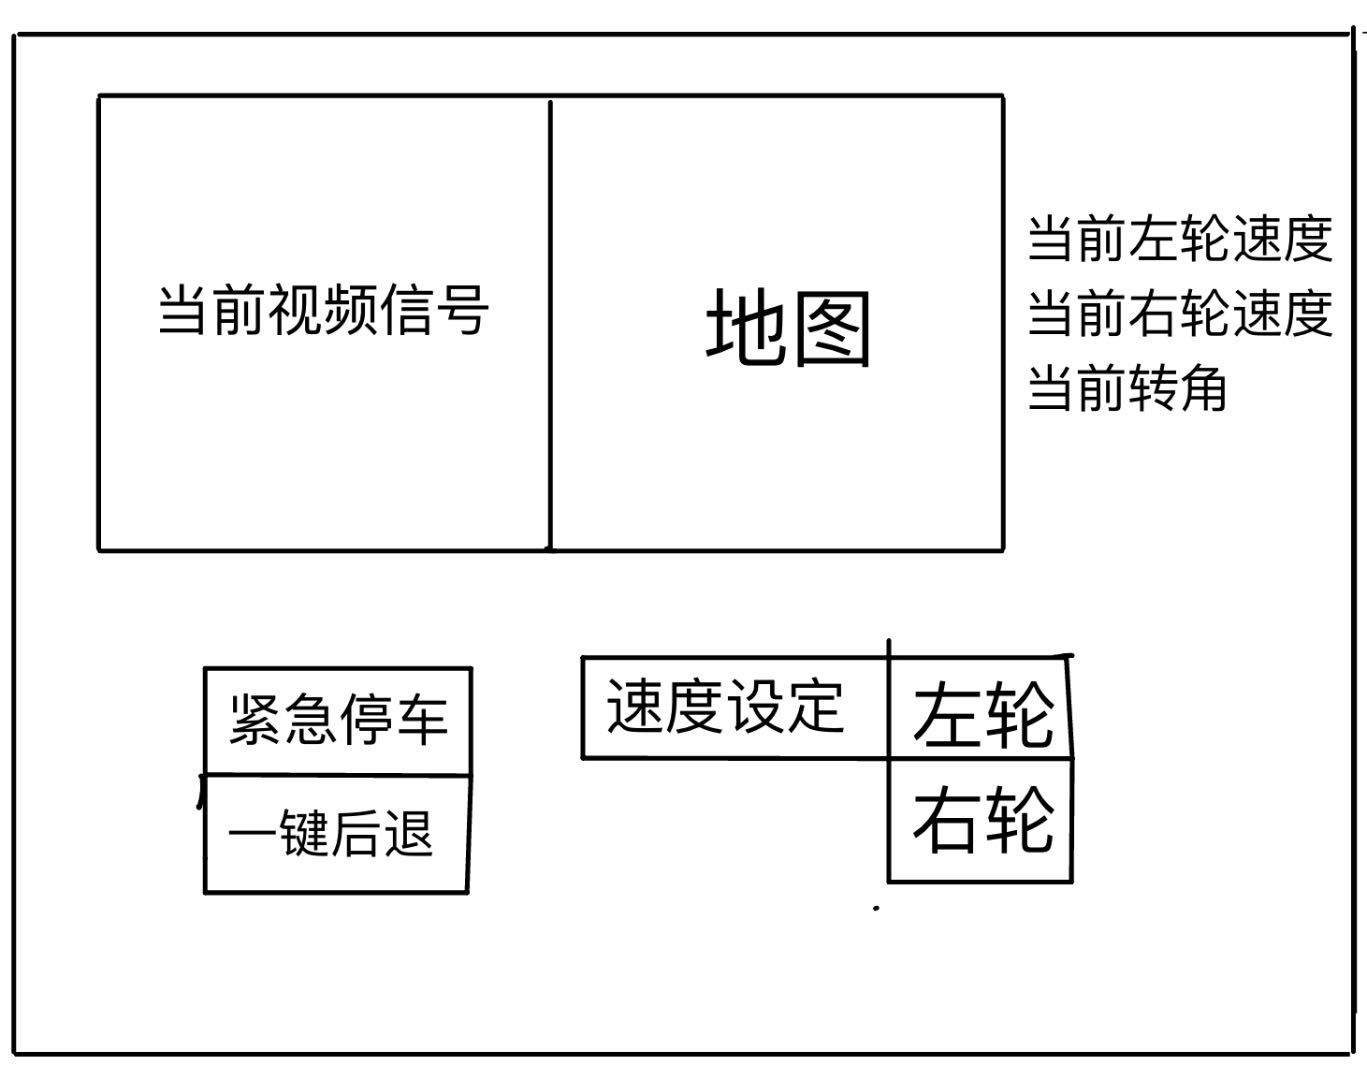 当前视频信号
地图
当前左轮速度
当前右轮速度
当前转角
紧急停车
一键后退
速度设定
左轮
右轮